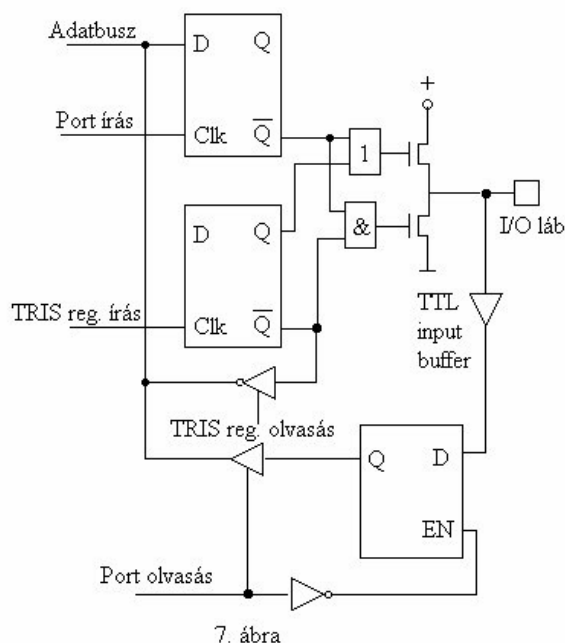 Adatbusz
D
Q
Port írás
Clk
Q
1
+
D
Q
&
I/O láb
TRIS reg. írás
Clk
Q
TTL
input
buffer
TRIS reg. olvasás
Q
D
EN
Port olvasás
7. ábra